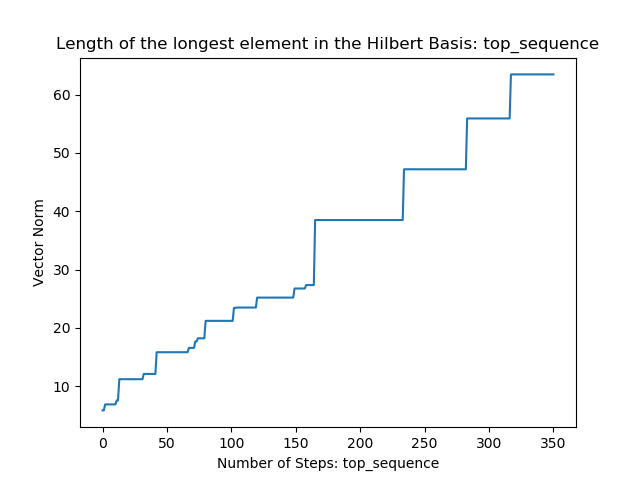 Length of the longest element in the Hilbert Basis: top_sequence
60
50
40
30
20
10
Vector Norm
0 50 100 150 200 250 300 350
Number of Steps: top_sequence